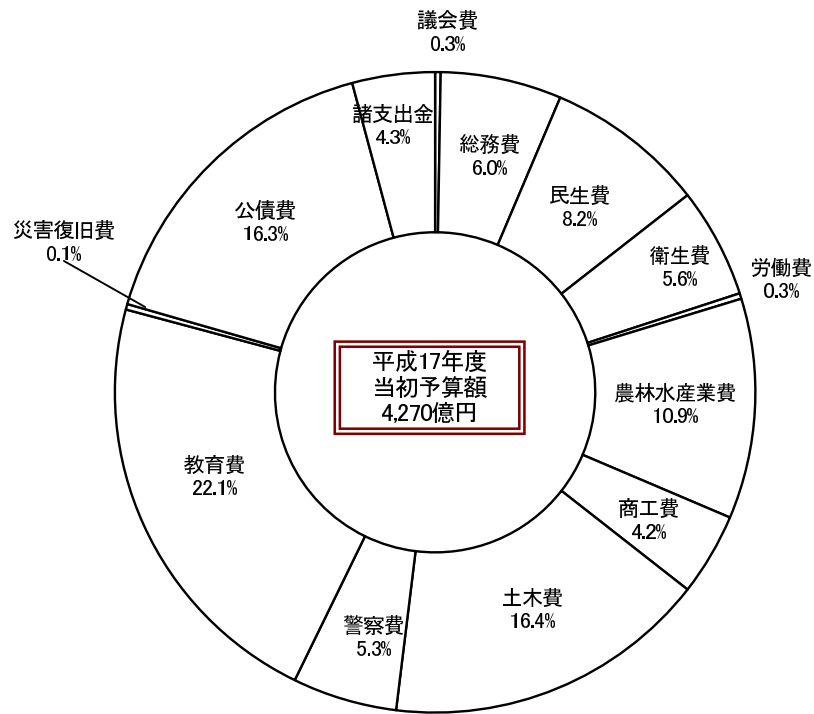 議会費
0.3%
諸支出金
4.3%
総務費
6.0%
民生費
8.2%
公債費
16.3%
災害復旧費
0.1%
衛生費
5.6%
労働費
0.3%
平成17年度
当初予算額
4,270億円
農林水産業費
10.9%
教育費
22.1%
商工費
4.2%
土木費
16.4%
警察費
5.3%